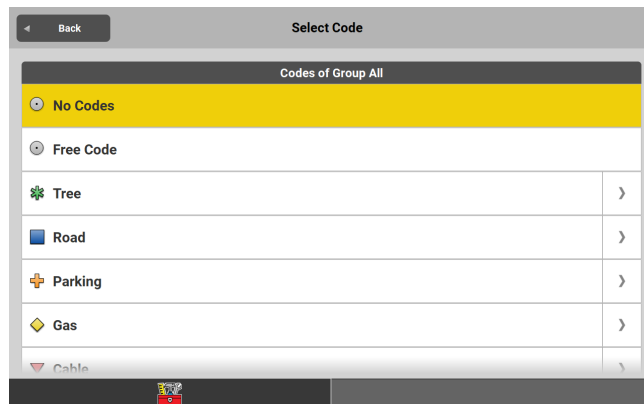 Back
Select Code
Codes of Group All
No Codes
Free Code
Tree
Road
Parking
Gas
Cable